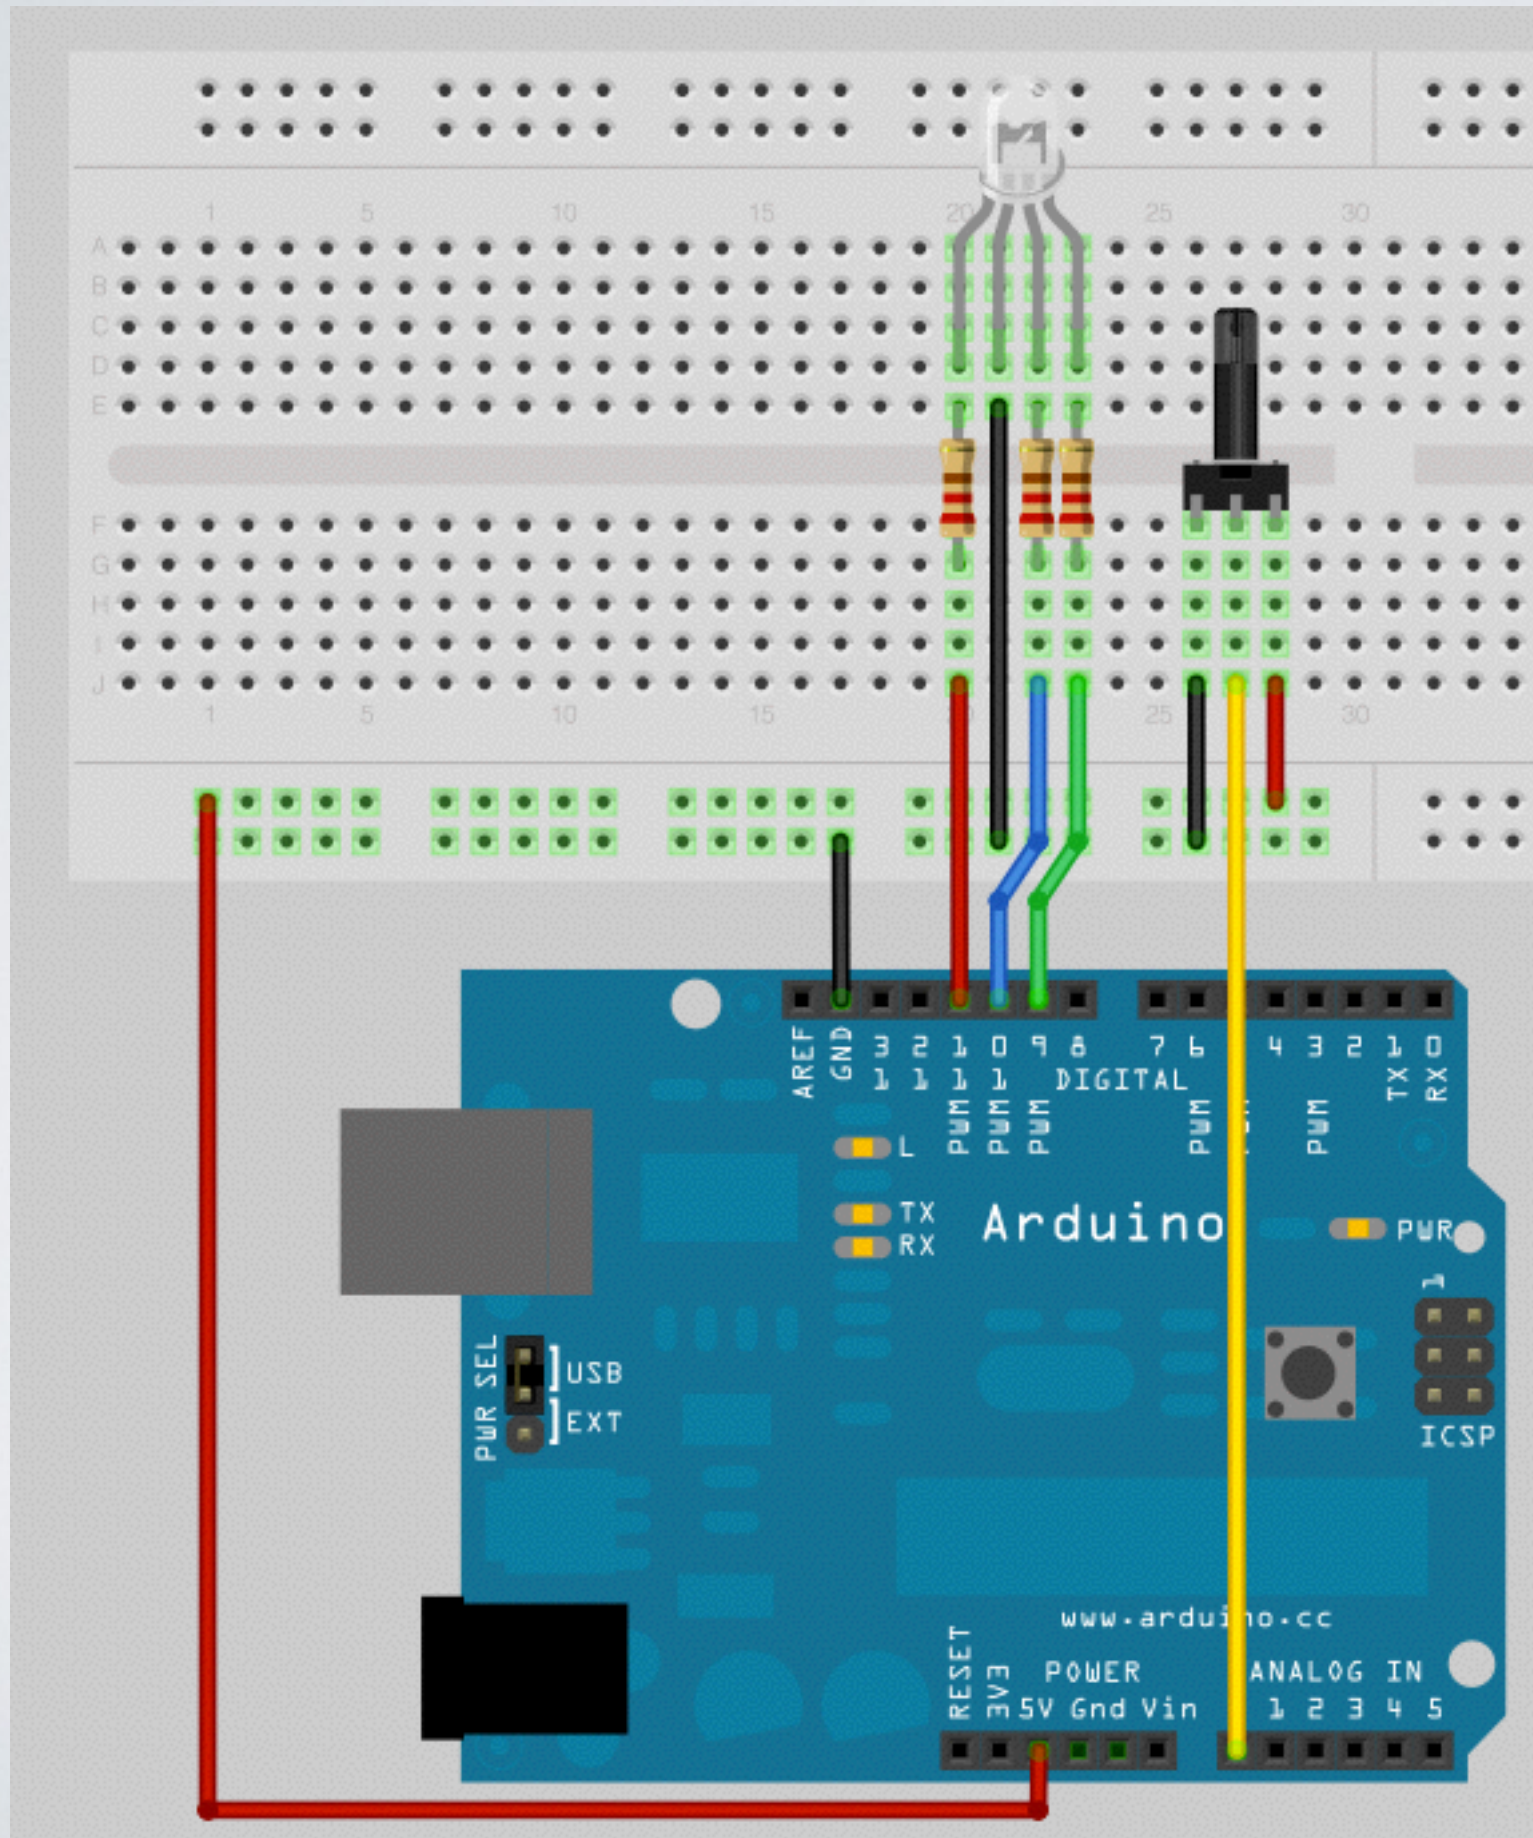 1 5 10 15 20 25 30
A
B
C
D
E
F
G
H
I
J
1 5 10 15 25 30
AREF
GND
13
12
11
10
9
8
7
6
4
3
2
1
0
DIGITAL
TX
RX
PWM
PWM
PWM
PWM
PWM
L
TX
RX
Arduino
PWR
1
ICSP
PWR SEL
USB
EXT
www.arduino.cc
RESET
3V3
POWER
5V Gnd Vin
ANALOG IN
1 2 3 4 5